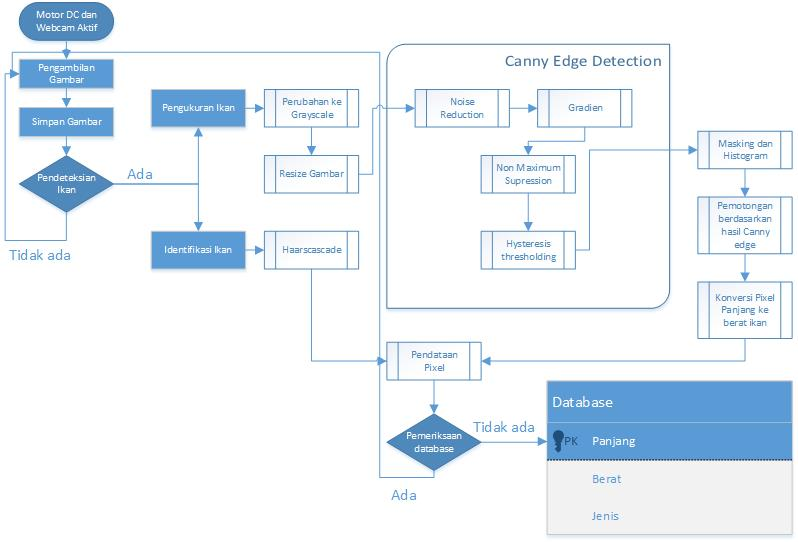 Motor DC dan
Webcam Aktif
Pengambilan
Gambar
Simpan Gambar
Pendeteksian
Ikan
Ada
Tidak ada
Pengukuran Ikan
Identifikasi Ikan
Perubahan ke
Grayscale
Resize Gambar
Haarscascade
Canny Edge Detection
Noise
Reduction
Gradien
Non Maximum
Supression
Hysteresis
thresholding
Masking dan
Histogram
Pemotongan
berdasarkan
hasil Canny
edge
Konversi Pixel
Panjang ke
berat ikan
Pendataan
Pixel
Pemeriksaan
database
Tidak ada
Ada
Database
PK Panjang
Berat
Jenis